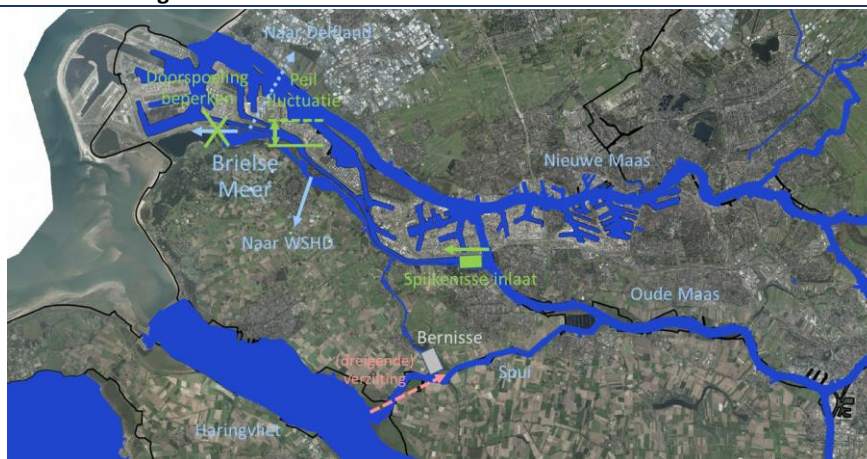 Naar Delfland
Doorspoeling
beperken
Peil
fluctuatie
Brielse
Meer
Nieuwe Maas
Naar WSHD
Spijkenisse inlaat
Oude Maas
Bernisse
(dreigende)
verzilting
Spui
Haringvliet